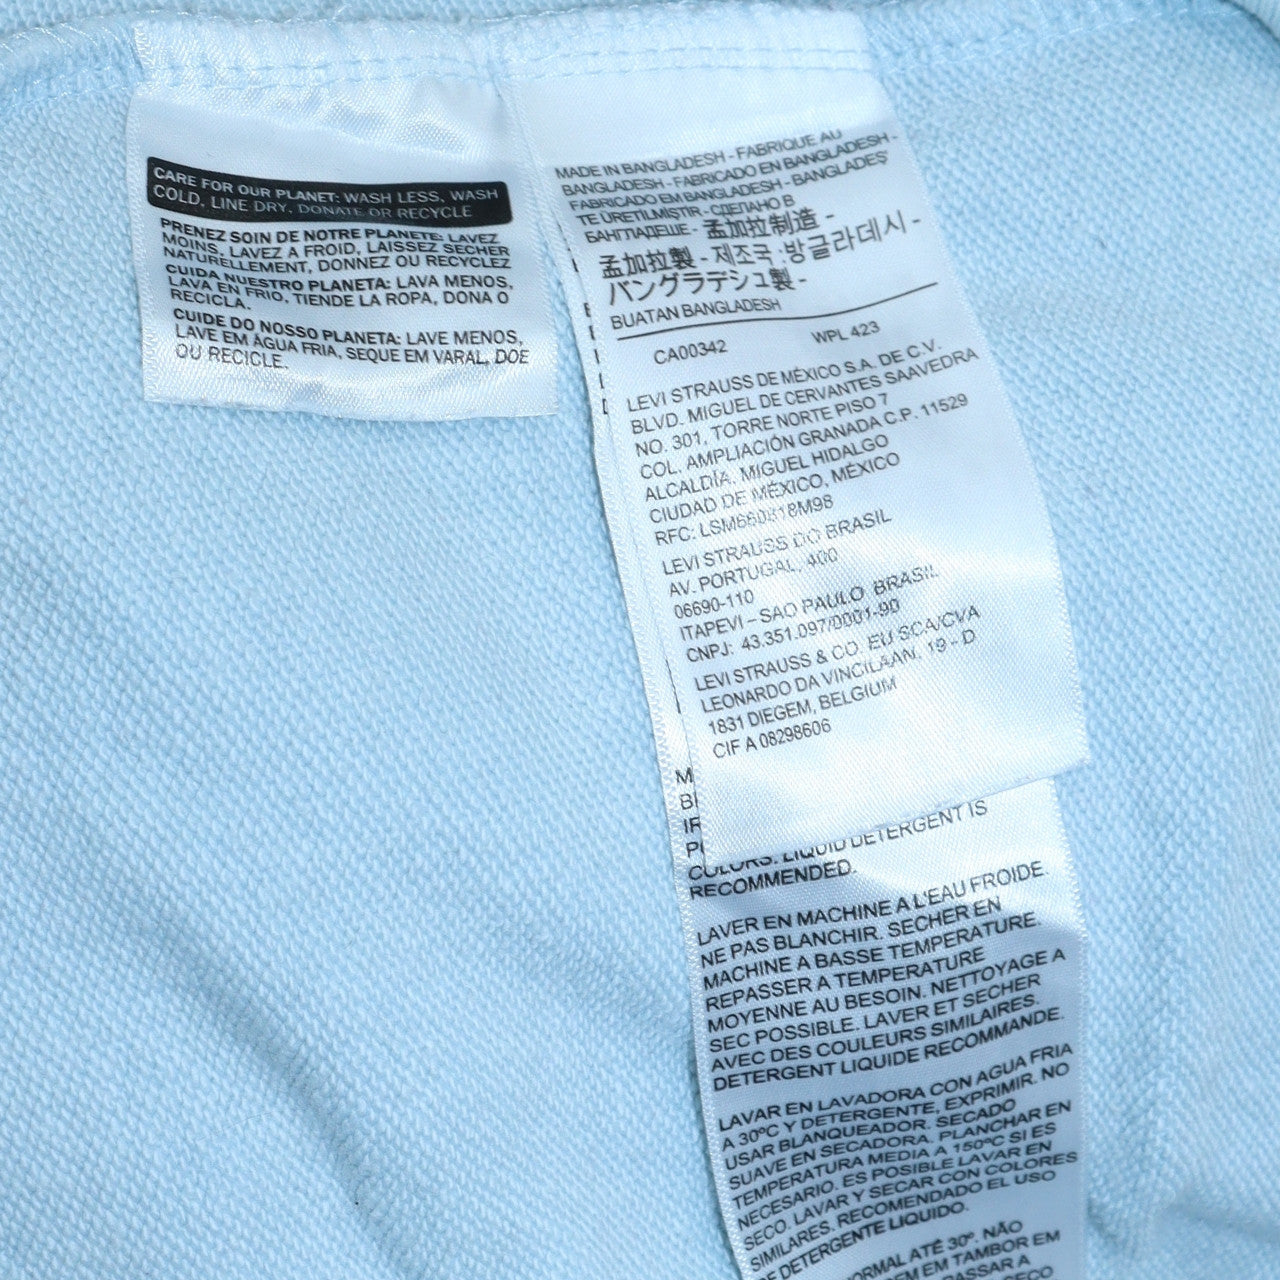 CARE FOR OUR PLANET: WASH LESS, WASH
COLD, LINE DRY, DONATE OR RECYCLE
PRENEZ SOIN DE NOTRE PLANETE: LAVEZ
MOINS, LAVEZ A FROID, LAISSEZ SECHER
NATURELLEMENT, DONNEZ OU RECYCLEZ
CUIDA NUESTRO PLANETA: LAVA MENOS,
LAVA EN FRIO, TIENDE LA ROPA, DONA O
RECICLA.
CUIDE DO NOSSO PLANETA: LAVE MENOS,
LAVE EM ÁGUA FRIA, SEQUE EM VARAL, DOE
OU RECICLE.
MADE IN BANGLADESH - FABRIQUE AU
BANGLADESH - FABRICADO EN BANGLADESH -
FABRICADO EM BANGLADESH - BANGLADEŞ'
TE ÜRETİLMİŞTİR - СДЕЛАНО В
БАНГЛАДЕШЕ - 孟加拉制造 -
孟加拉製 - 제조국 :방글라데시 -
バングラデシュ製 -
BUATAN BANGLADESH
CA00342 WPL 423
LEVI STRAUSS DE MÉXICO S.A. DE C.V.
BLVD. MIGUEL DE CERVANTES SAAVEDRA
NO. 301, TORRE NORTE PISO 7
COL. AMPLIACIÓN GRANADA C.P. 11529
ALCALDÍA. MIGUEL HIDALGO
CIUDAD DE MÉXICO, MÉXICO
RFC: LSM660818M98
LEVI STRAUSS DO BRASIL
AV. PORTUGAL, 400
06690-110
ITAPEVI – SAO PAULO BRASIL
CNPJ: 43.351.097/0001-90
LEVI STRAUSS & CO. EU SCA/CVA
LEONARDO DA VINCILAAN, 19 - D
1831 DIEGEM, BELGIUM
CIF A 08298606
COLORS. LIQUID DETERGENT IS
RECOMMENDED.
LAVER EN MACHINE A L'EAU FROIDE.
NE PAS BLANCHIR. SECHER EN
MACHINE A BASSE TEMPERATURE.
REPASSER A TEMPERATURE
MOYENNE AU BESOIN. NETTOYAGE A
SEC POSSIBLE. LAVER ET SECHER
AVEC DES COULEURS SIMILAIRES.
DETERGENT LIQUIDE RECOMMANDE.
LAVAR EN LAVADORA CON AGUA FRIA
A 30ºC Y DETERGENTE, EXPRIMIR. NO
USAR BLANQUEADOR. SECADO
SUAVE EN SECADORA. PLANCHAR EN
TEMPERATURA MEDIA A 150ºC SI ES
NECESARIO. ES POSIBLE LAVAR EN
SECO. LAVAR Y SECAR CON COLORES
SIMILARES. RECOMENDADO EL USO
DE DETERGENTE LIQUIDO.
ORMAL ATÉ 30º. NÃO
EM TAMBOR EM
PASSAR A